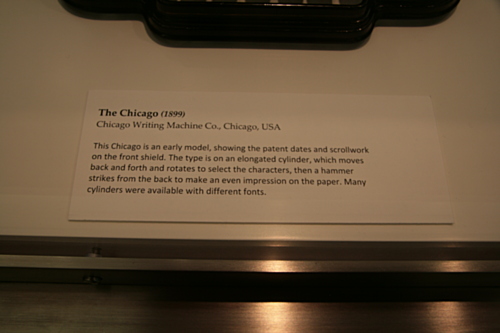 The Chicago (1899)
Chicago Writing Machine Co., Chicago, USA
This Chicago is an early model, showing the patent dates and scrollwork
on the front shield. The type is on an elongated cylinder, which moves
back and forth and rotates to select the characters, then a hammer
strikes from the back to make an even impression on the paper. Many
cylinders were available with different fonts.